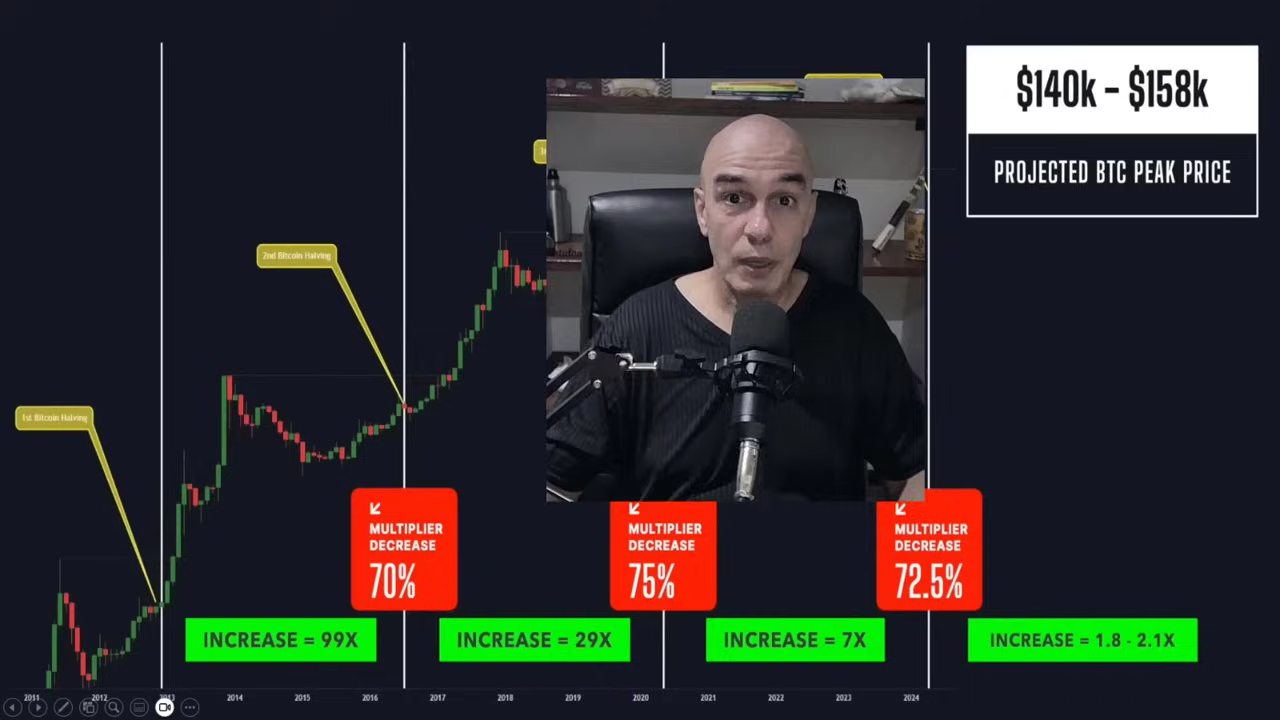 $140k – $158k
PROJECTED BTC PEAK PRICE
2nd Bitcoin Halving
1st Bitcoin Halving
MULTIPLIER
DECREASE
70%
MULTIPLIER
DECREASE
75%
MULTIPLIER
DECREASE
72.5%
INCREASE = 99X
INCREASE = 29X
INCREASE = 7X
INCREASE = 1.8 - 2.1X
2011 2012 2013 2014 2015 2016 2017 2018 2019 2020 2021 2022 2023 2024